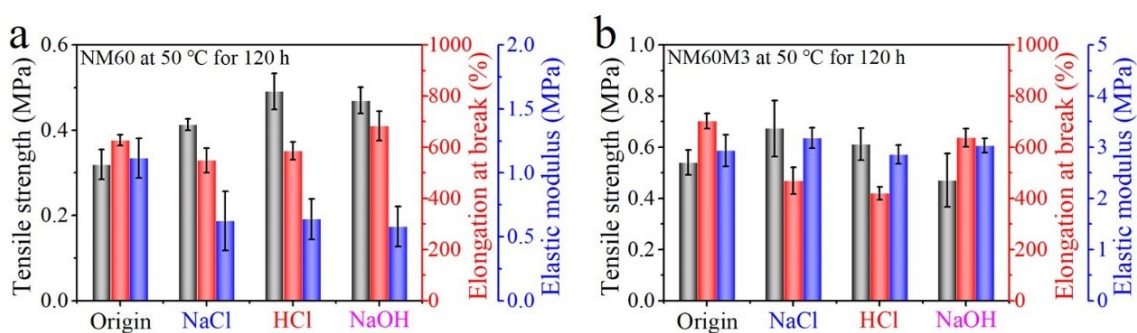 a
NM60 at 50 °C for 120 h
Tensile strength (MPa)
0.6
0.4
0.2
0.0
Origin NaCl HCl NaOH
1000
800
600
400
200
0
Elongation at break (%)
2.0
1.5
1.0
0.5
0.0
Elastic modulus (MPa)
b
NM60M3 at 50 °C for 120 h
Tensile strength (MPa)
1.0
0.8
0.6
0.4
0.2
0.0
Origin NaCl HCl NaOH
1000
800
600
400
200
0
Elongation at break (%)
5
4
3
2
1
0
Elastic modulus (MPa)